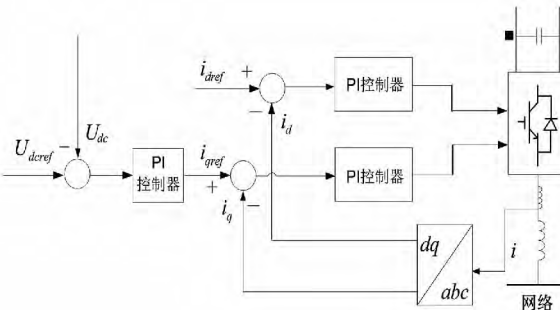 i_dref
+
−
PI控制器
i_d
U_dc
−
U_dcref
PI
控制器
i_qref
+
−
i_q
PI控制器
dq
abc
i
网络